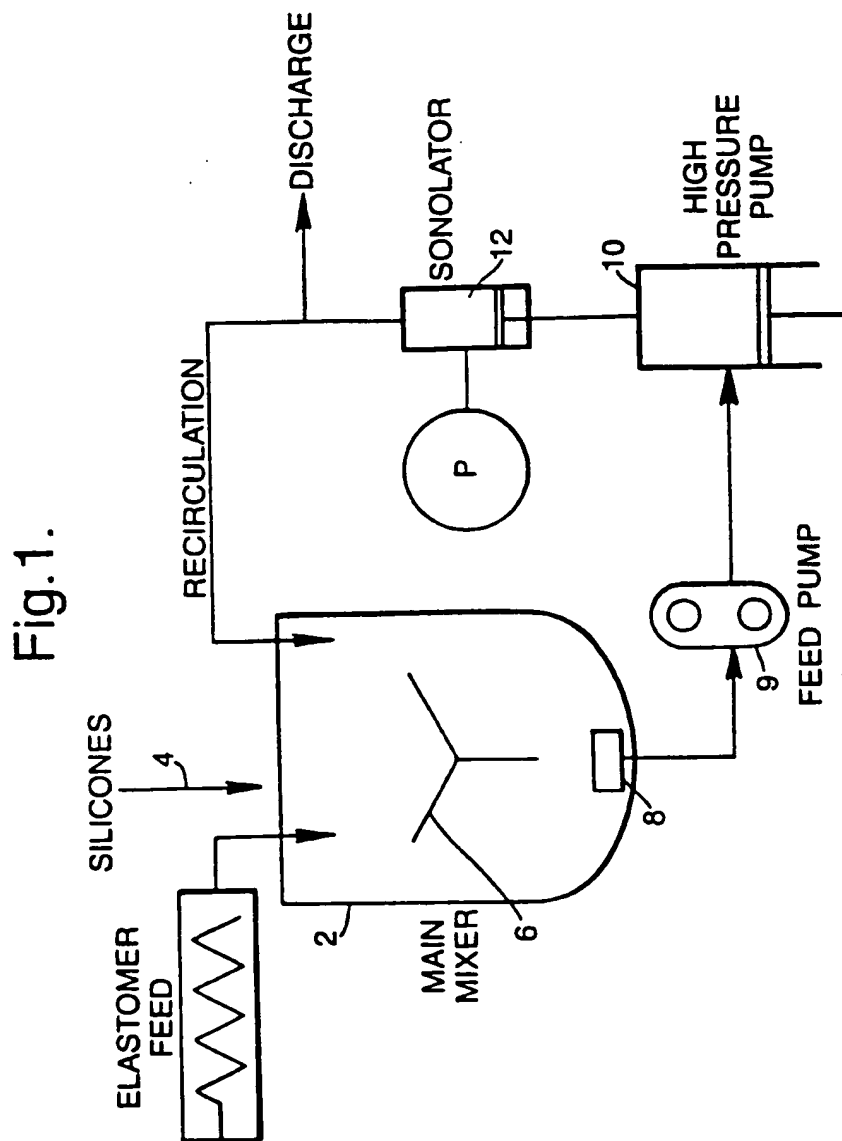 Fig.1.
ELASTOMER
FEED
SILICONES
4
RECIRCULATION
DISCHARGE
2
MAIN
MIXER
6
8
P
SONOLATOR
12
9
FEED PUMP
10
HIGH
PRESSURE
PUMP